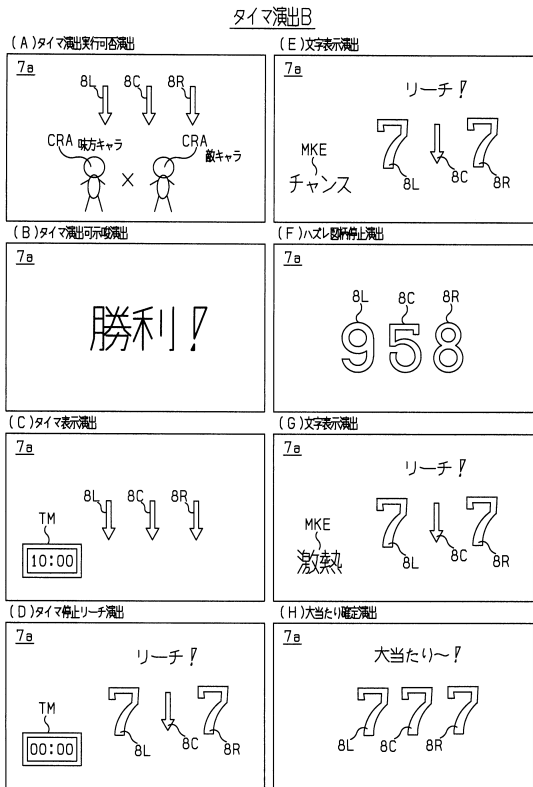 タイマ演出B
(A)タイマ演出実行可否演出
7a
8L 8C 8R
CRA 味方キャラ
×
CRA
敵キャラ
(B)タイマ演出可示唆演出
7a
勝利!
(C)タイマ表示演出
7a
8L 8C 8R
TM
10:00
(D)タイマ停止リーチ演出
7a
リーチ!
TM
00:00
7 7
8L 8C 8R
(E)文字表示演出
7a
リーチ!
7 7
MKE
チャンス
8L 8C 8R
(F)ハズレ図柄停止演出
7a
8L 8C 8R
9 5 8
(G)文字表示演出
7a
リーチ!
7 7
MKE
激熱
8L 8C 8R
(H)大当たり確定演出
7a
大当たり～!
7 7 7
8L 8C 8R